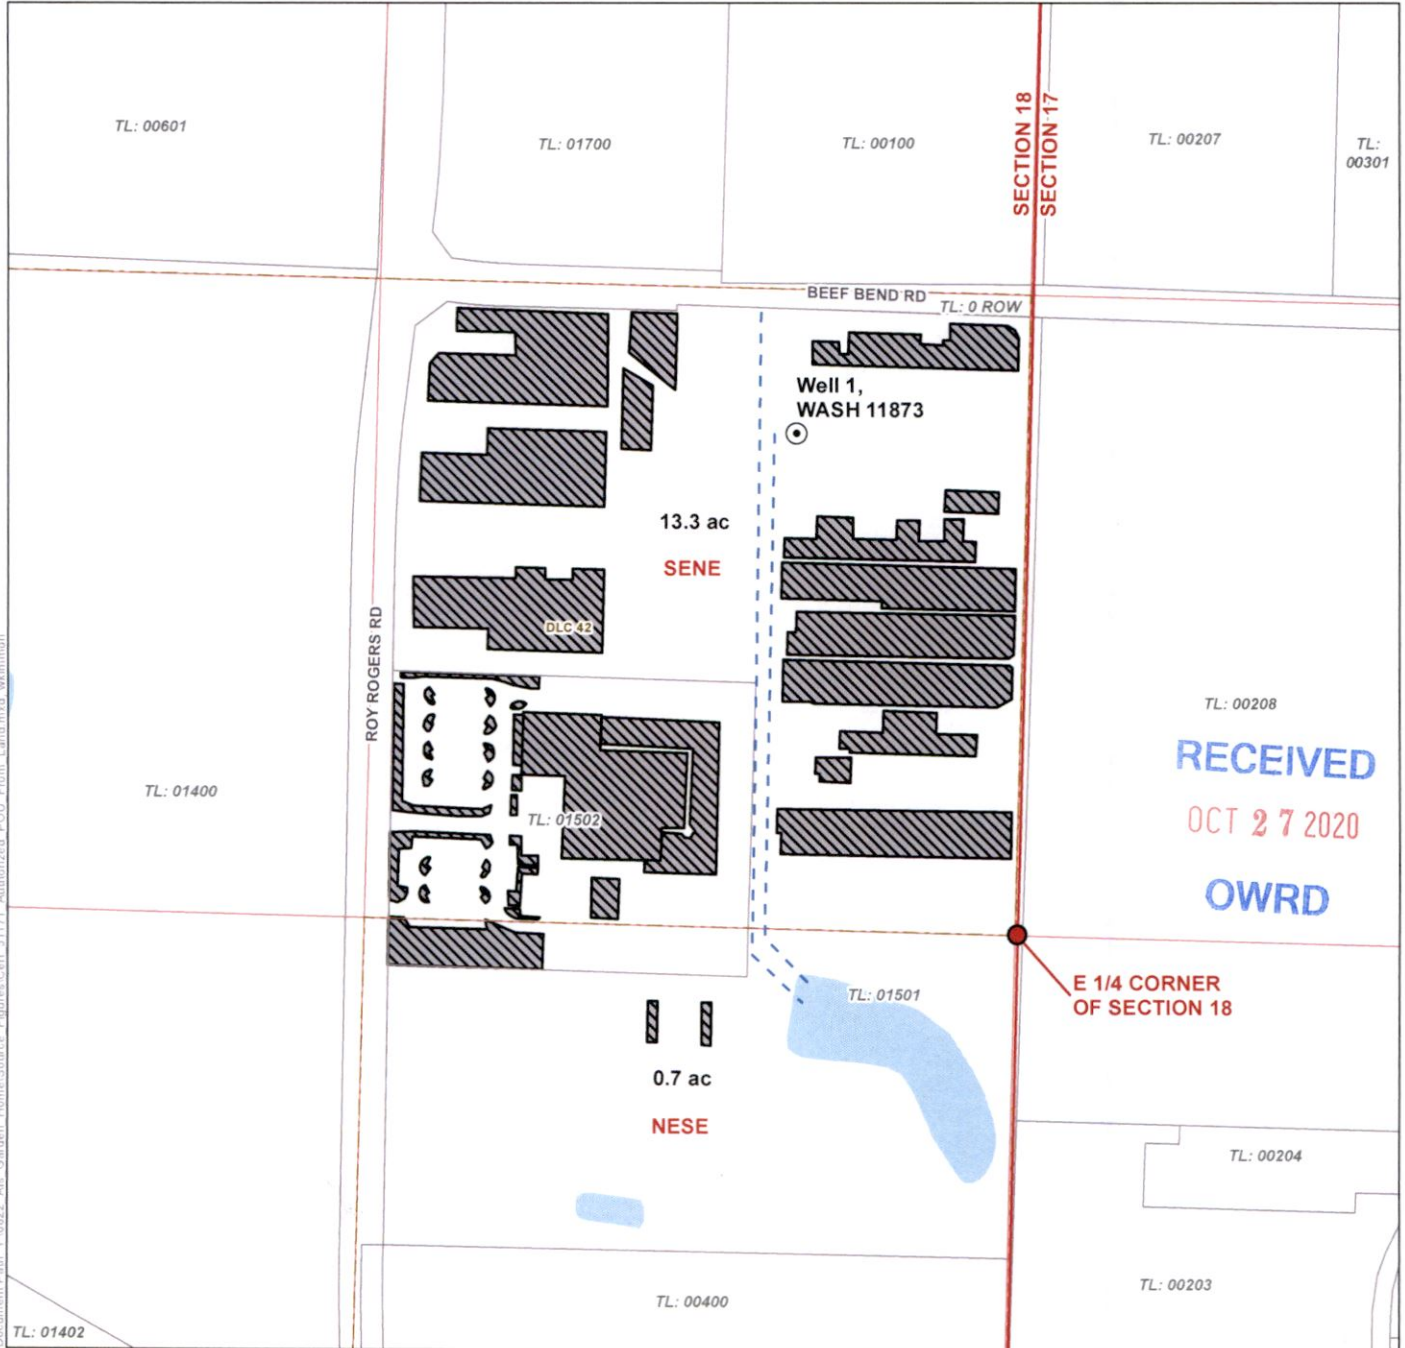 TL: 00601
TL: 01700
TL: 00100
SECTION 18
SECTION 17
TL: 00207
TL:
00301
BEEF BEND RD
TL: 0 ROW
Well 1,
WASH 11873
13.3 ac
SENE
DLC 42
ROY ROGERS RD
TL: 00208
RECEIVED
OCT 27 2020
OWRD
TL: 01400
TL: 01502
E 1/4 CORNER
OF SECTION 18
TL: 01501
0.7 ac
NESE
TL: 00204
TL: 00203
TL: 00400
TL: 01402